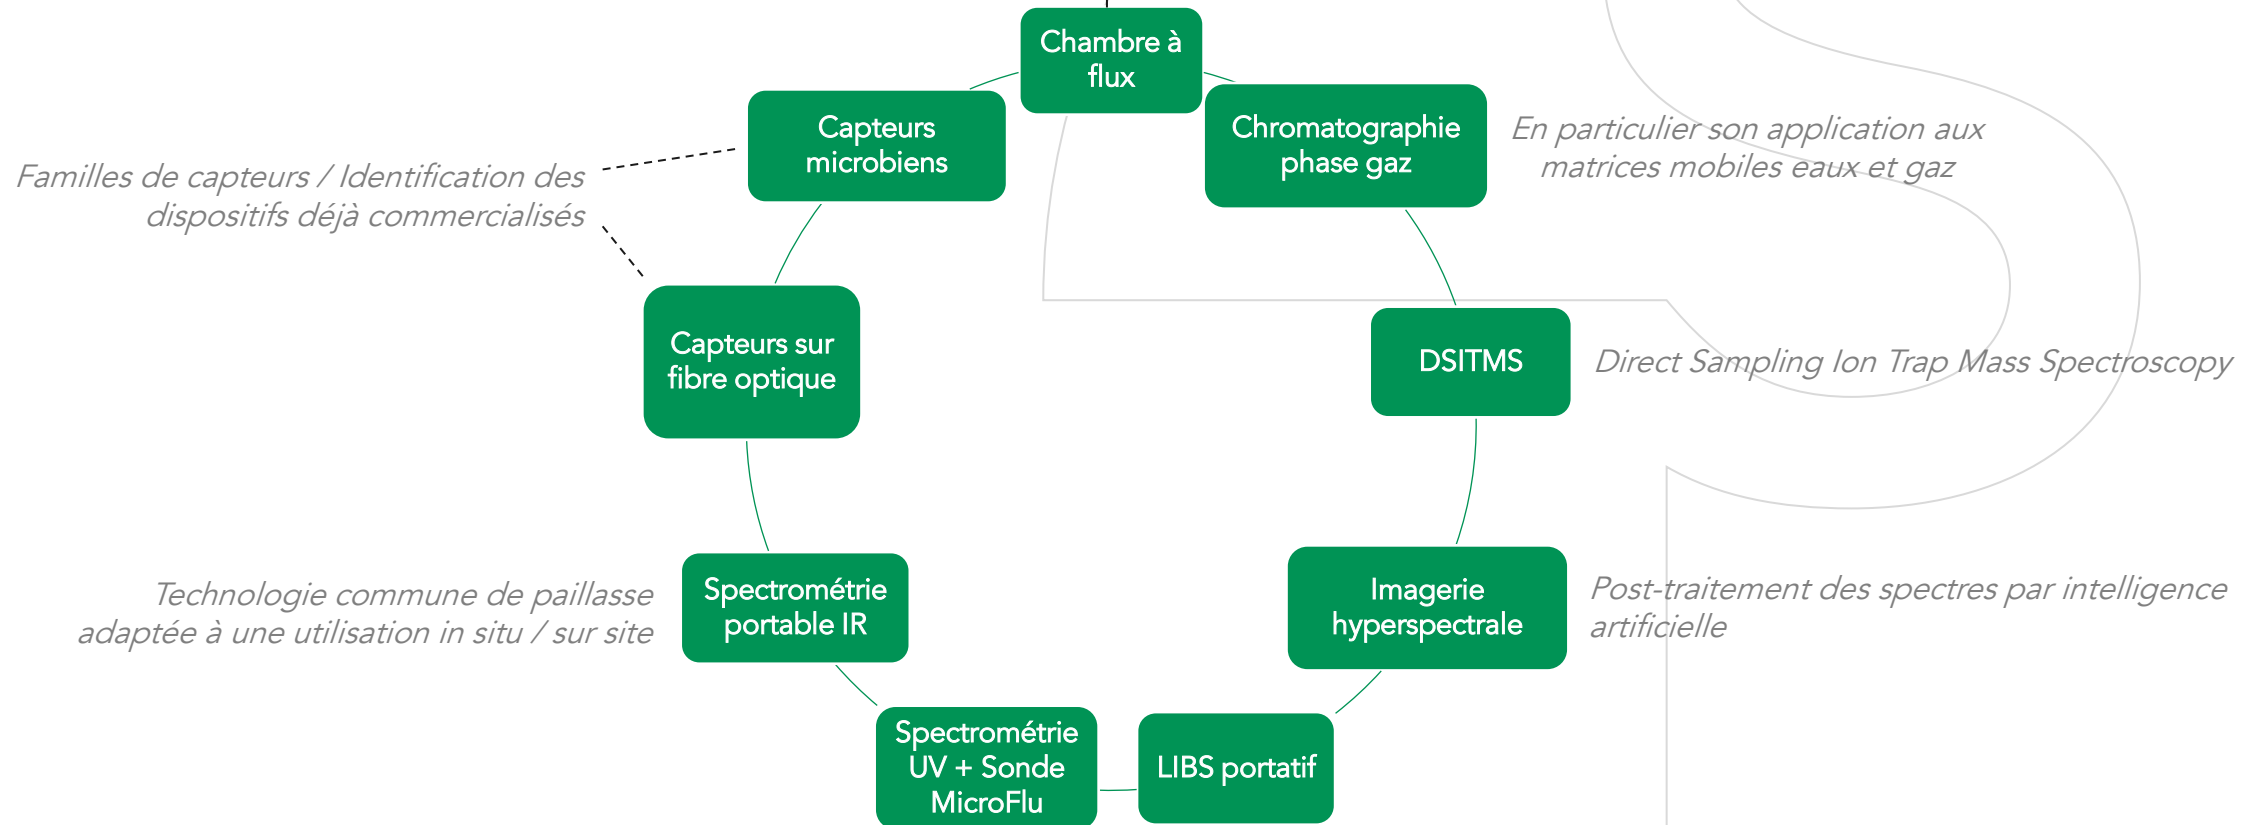 Chambre à
flux
Capteurs
microbiens
Chromatographie
phase gaz
En particulier son application aux
matrices mobiles eaux et gaz
Familles de capteurs / Identification des
dispositifs déjà commercialisés
Capteurs sur
fibre optique
DSITMS
Direct Sampling Ion Trap Mass Spectroscopy
Technologie commune de paillasse
adaptée à une utilisation in situ / sur site
Spectrométrie
portable IR
Imagerie
hyperspectrale
Post-traitement des spectres par intelligence
artificielle
Spectrométrie
UV + Sonde
MicroFlu
LIBS portatif